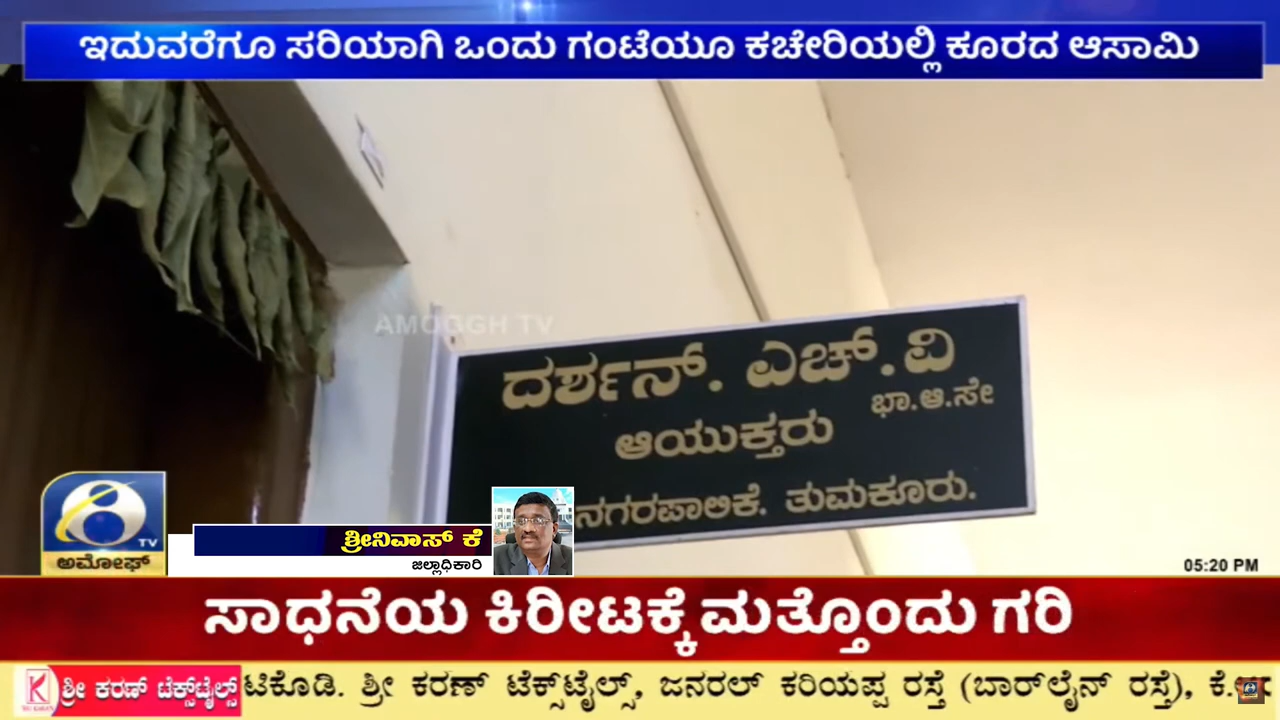 ಇದುವರೆಗೂ ಸರಿಯಾಗಿ ಒಂದು ಗಂಟೆಯೂ ಕಚೇರಿಯಲ್ಲಿ ಕೂರದ ಆಸಾಮಿ
AMOGGH TV
ದರ್ಶನ್. ಎಚ್.ವಿ
ಭಾ.ಆ.ಸೇ
ಆಯುಕ್ತರು
ನಗರಪಾಲಿಕೆ. ತುಮಕೂರು.
TV
ಅಮೋಘ್
ಶ್ರೀನಿವಾಸ್ ಕೆ
ಜಿಲ್ಲಾಧಿಕಾರಿ
05:20 PM
ಸಾಧನೆಯ ಕಿರೀಟಕ್ಕೆ ಮತ್ತೊಂದು ಗರಿ
K ಶ್ರೀ ಕರಣ್ ಟೆಕ್ಸ್‌ಟೈಲ್ಸ್ ಟಿಕೊಡಿ. ಶ್ರೀ ಕರಣ್ ಟೆಕ್ಸ್‌ಟೈಲ್ಸ್, ಜನರಲ್ ಕರಿಯಪ್ಪ ರಸ್ತೆ (ಬಾರ್‌ಲೈನ್ ರಸ್ತೆ),